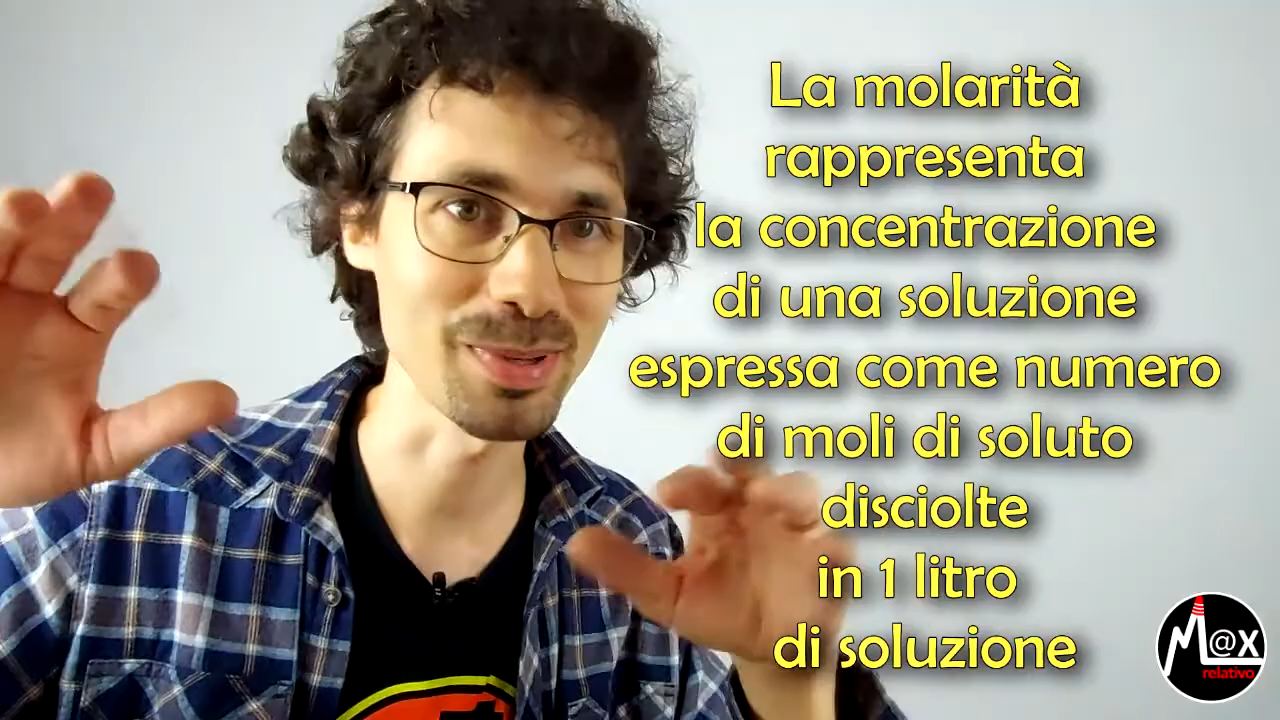 La molarità
rappresenta
la concentrazione
di una soluzione
espressa come numero
di moli di soluto
disciolte
in 1 litro
di soluzione
M@x
relativo